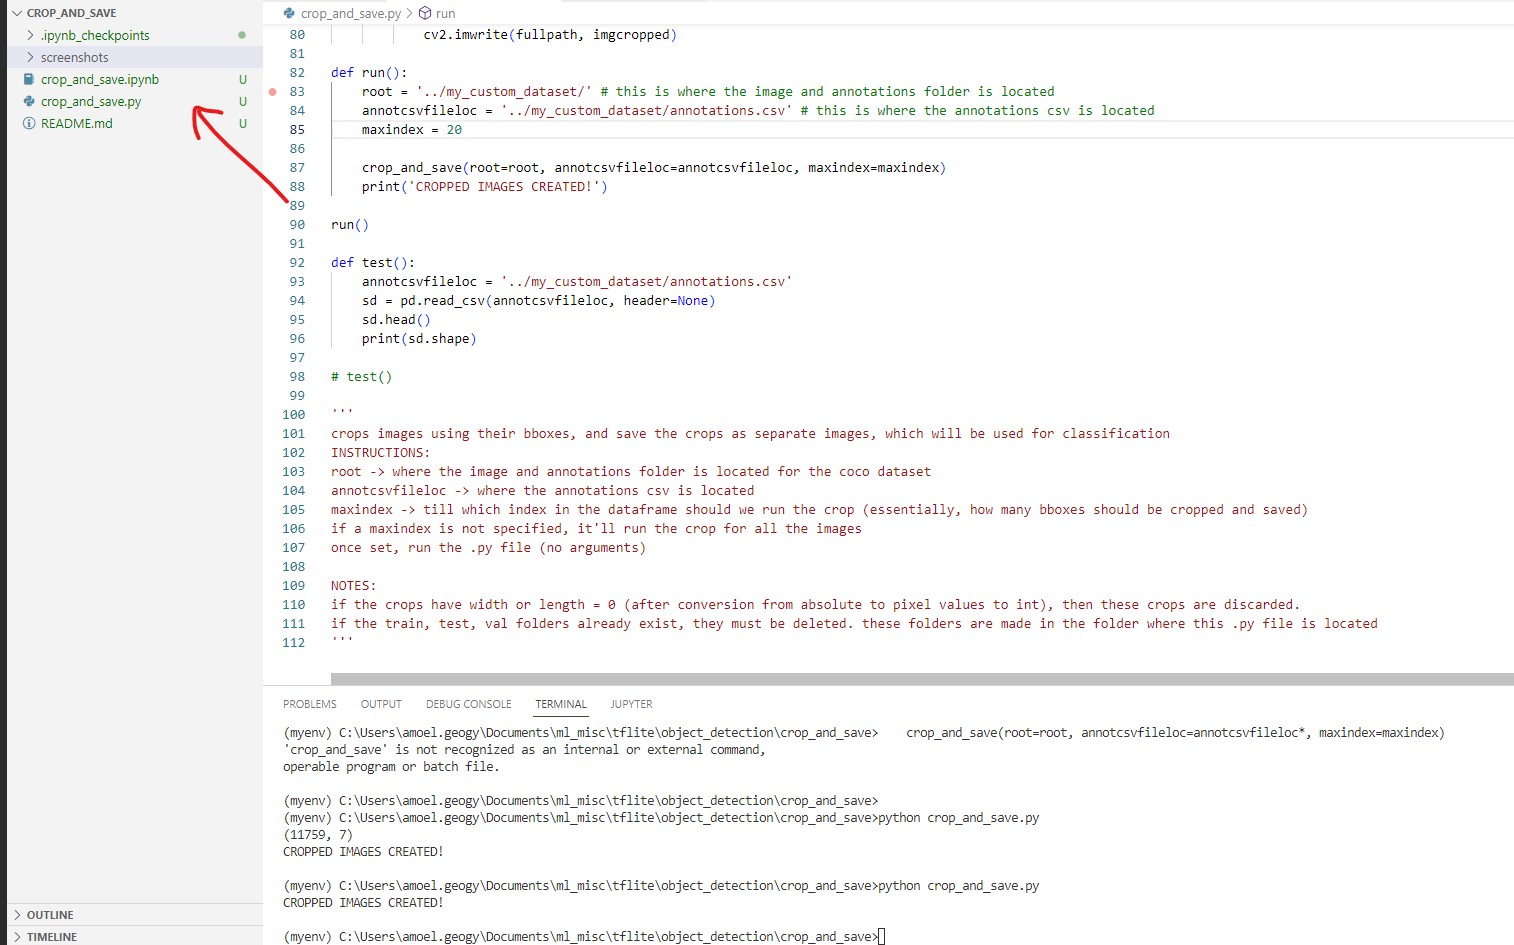 CROP_AND_SAVE
.ipynb_checkpoints
screenshots
crop_and_save.ipynb U
crop_and_save.py U
README.md U
OUTLINE
TIMELINE
crop_and_save.py > run
80 cv2.imwrite(fullpath, imgcropped)
81
82 def run():
83 root = '../my_custom_dataset/' # this is where the image and annotations folder is located
84 annotcsvfileloc = '../my_custom_dataset/annotations.csv' # this is where the annotations csv is located
85 maxindex = 20
86
87 crop_and_save(root=root, annotcsvfileloc=annotcsvfileloc, maxindex=maxindex)
88 print('CROPPED IMAGES CREATED!')
89
90 run()
91
92 def test():
93 annotcsvfileloc = '../my_custom_dataset/annotations.csv'
94 sd = pd.read_csv(annotcsvfileloc, header=None)
95 sd.head()
96 print(sd.shape)
97
98 # test()
99
100 '''
101 crops images using their bboxes, and save the crops as separate images, which will be used for classification
102 INSTRUCTIONS:
103 root -> where the image and annotations folder is located for the coco dataset
104 annotcsvfileloc -> where the annotations csv is located
105 maxindex -> till which index in the dataframe should we run the crop (essentially, how many bboxes should be cropped and saved)
106 if a maxindex is not specified, it'll run the crop for all the images
107 once set, run the .py file (no arguments)
108
109 NOTES:
110 if the crops have width or length = 0 (after conversion from absolute to pixel values to int), then these crops are discarded.
111 if the train, test, val folders already exist, they must be deleted. these folders are made in the folder where this .py file is located
112 '''
PROBLEMS OUTPUT DEBUG CONSOLE TERMINAL JUPYTER
(myenv) C:\Users\amoel.geogy\Documents\ml_misc\tflite\object_detection\crop_and_save> crop_and_save(root=root, annotcsvfileloc=annotcsvfileloc*, maxindex=maxindex)
'crop_and_save' is not recognized as an internal or external command,
operable program or batch file.
(myenv) C:\Users\amoel.geogy\Documents\ml_misc\tflite\object_detection\crop_and_save>
(myenv) C:\Users\amoel.geogy\Documents\ml_misc\tflite\object_detection\crop_and_save>python crop_and_save.py
(11759, 7)
CROPPED IMAGES CREATED!
(myenv) C:\Users\amoel.geogy\Documents\ml_misc\tflite\object_detection\crop_and_save>python crop_and_save.py
CROPPED IMAGES CREATED!
(myenv) C:\Users\amoel.geogy\Documents\ml_misc\tflite\object_detection\crop_and_save>